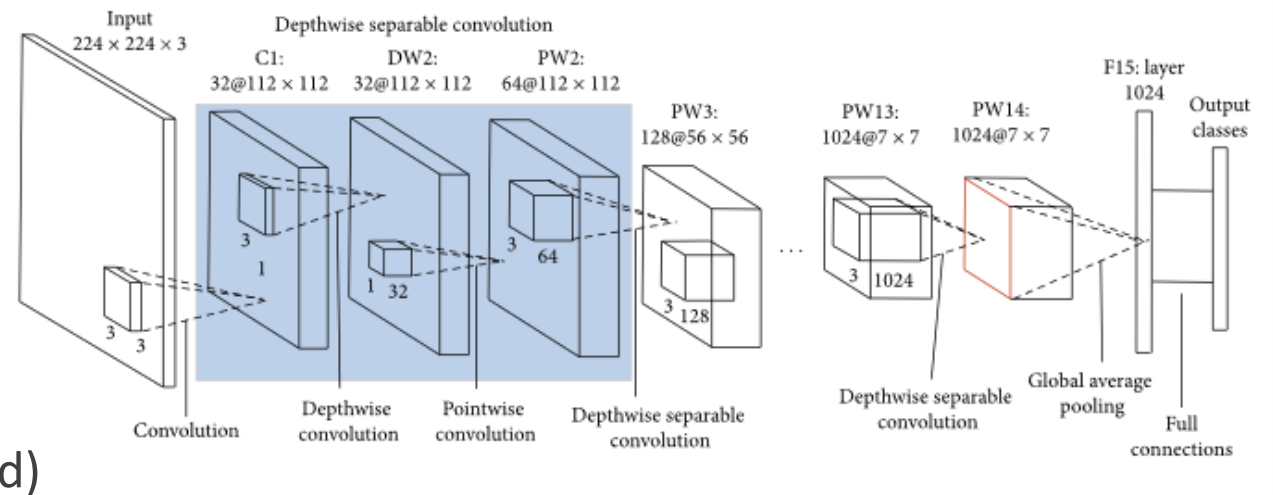 Input
224 × 224 × 3
Depthwise separable convolution
C1:
32@112 × 112
DW2:
32@112 × 112
PW2:
64@112 × 112
PW3:
128@56 × 56
PW13:
1024@7 × 7
PW14:
1024@7 × 7
F15: layer
1024
Output
classes
3
3
3
1
1
32
3
64
3
128
...
3
1024
Convolution
Depthwise
convolution
Pointwise
convolution
Depthwise separable
convolution
Depthwise separable
convolution
Global average
pooling
Full
connections
d)